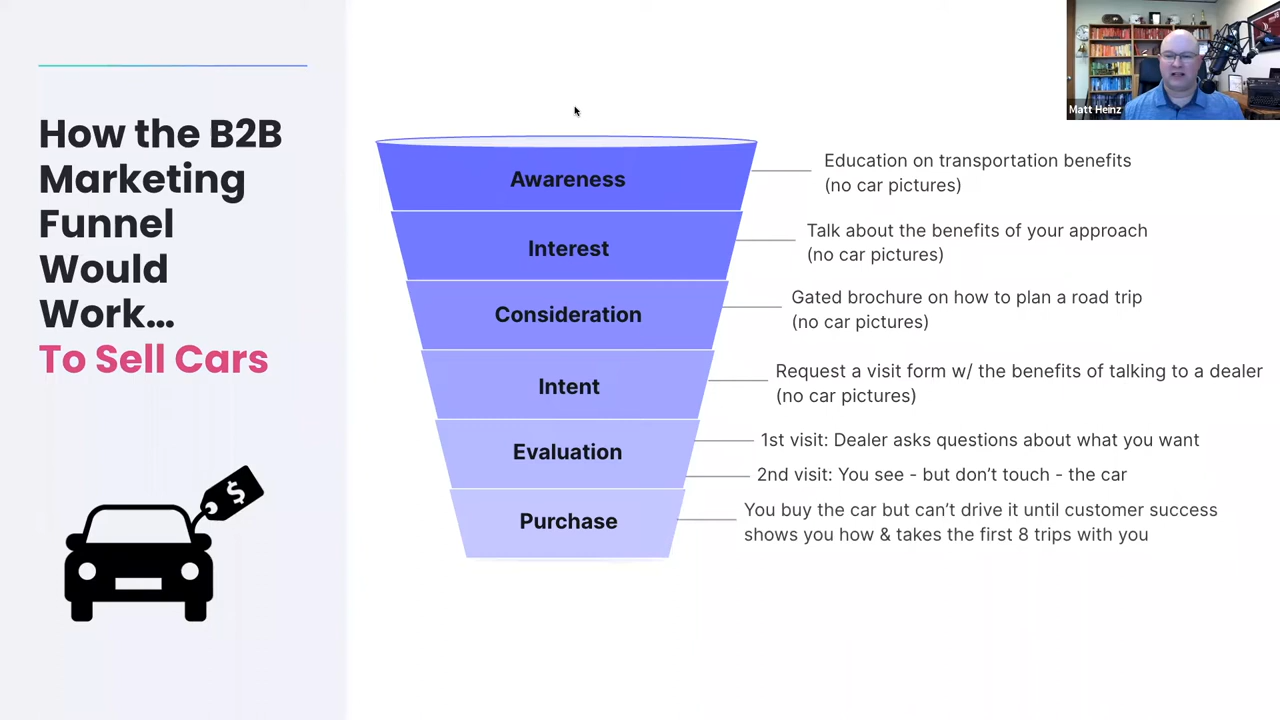 How the B2B
Marketing
Funnel
Would
Work...
To Sell Cars
$
Awareness
Education on transportation benefits
(no car pictures)
Interest
Talk about the benefits of your approach
(no car pictures)
Consideration
Gated brochure on how to plan a road trip
(no car pictures)
Intent
Request a visit form w/ the benefits of talking to a dealer
(no car pictures)
Evaluation
1st visit: Dealer asks questions about what you want
2nd visit: You see - but don’t touch - the car
Purchase
You buy the car but can’t drive it until customer success
shows you how & takes the first 8 trips with you
Matt Heinz